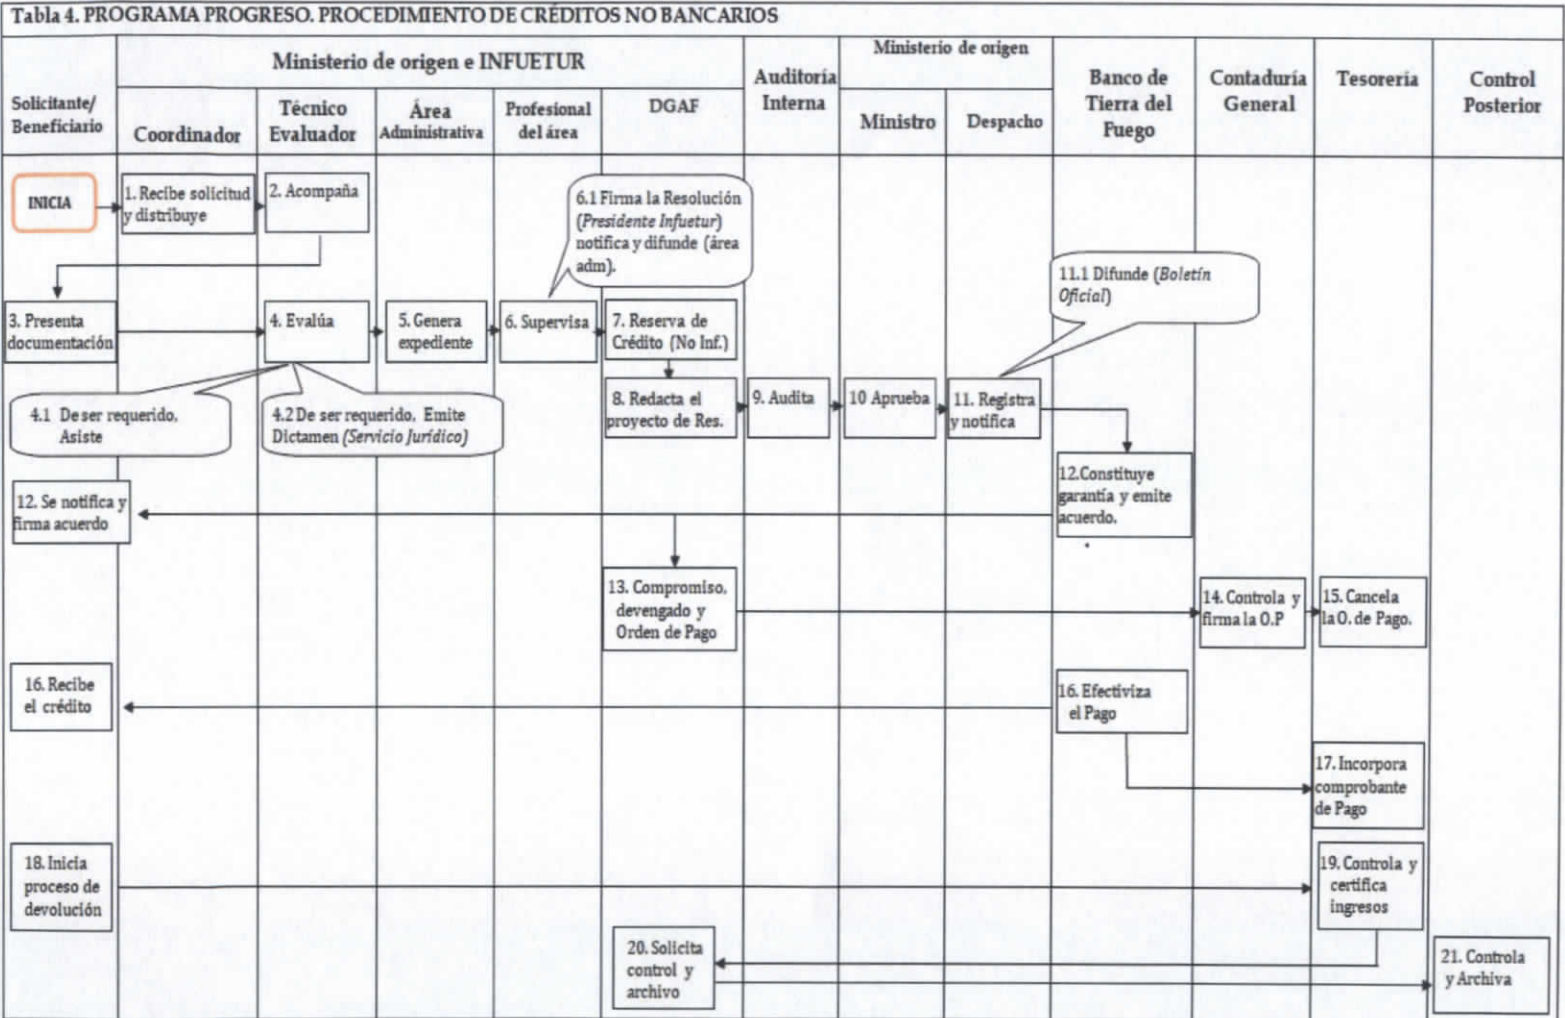 Tabla 4. PROGRAMA PROGRESO. PROCEDIMIENTO DE CRÉDITOS NO BANCARIOS
Solicitante/
Beneficiario
Ministerio de origen e INFUETUR
Coordinador
Técnico
Evaluador
Área
Administrativa
Profesional
del área
DGAF
Auditoría
Interna
Ministerio de origen
Ministro
Despacho
Banco de
Tierra del
Fuego
Contaduría
General
Tesorería
Control
Posterior
INICIA
1. Recibe solicitud
y distribuye
2. Acompaña
6.1 Firma la Resolución
(Presidente Infuetur)
notifica y difunde (área
adm).
11.1 Difunde (Boletín
Oficial)
3. Presenta
documentación
4. Evalúa
5. Genera
expediente
6. Supervisa
7. Reserva de
Crédito (No Inf.)
4.1 De ser requerido,
Asiste
4.2 De ser requerido, Emite
Dictamen (Servicio Jurídico)
8. Redacta el
proyecto de Res.
9. Audita
10 Aprueba
11. Registra
y notifica
12. Se notifica y
firma acuerdo
12.Constituye
garantía y emite
acuerdo.
13. Compromiso,
devengado y
Orden de Pago
14. Controla y
firma la O.P
15. Cancela
la O. de Pago.
16. Recibe
el crédito
16. Efectiviza
el Pago
17. Incorpora
comprobante
de Pago
18. Inicia
proceso de
devolución
19. Controla y
certifica
ingresos
20. Solicita
control y
archivo
21. Controla
y Archiva